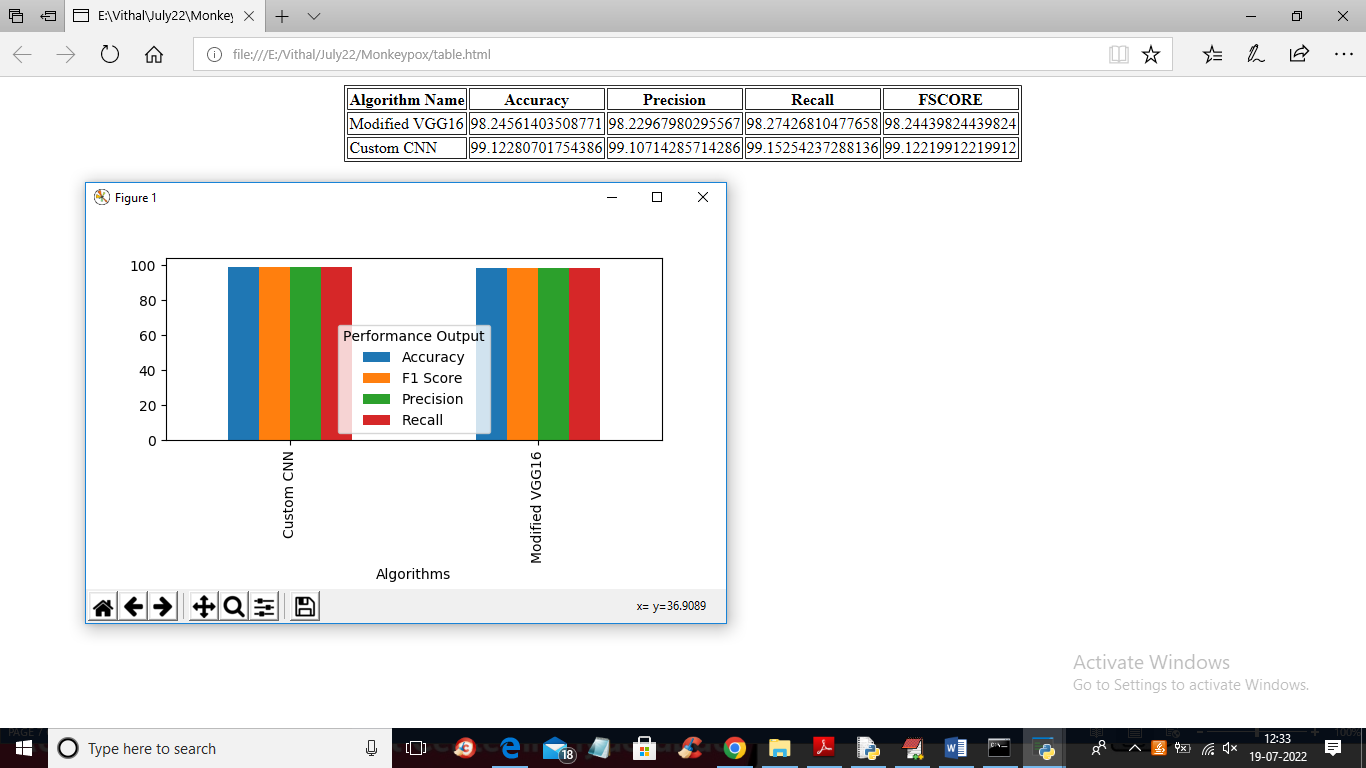 E:\Vithal\July22\Monkey
file:///E:/Vithal/July22/Monkeypox/table.html
Algorithm Name Accuracy Precision Recall FSCORE
Modified VGG16 98.24561403508771 98.22967980295567 98.27426810477658 98.24439824439824
Custom CNN 99.12280701754386 99.10714285714286 99.15254237288136 99.12219912219912
Figure 1
100
80
60
40
20
0
Performance Output
Accuracy
F1 Score
Precision
Recall
Custom CNN
Modified VGG16
Algorithms
x= y=36.9089
Activate Windows
Go to Settings to activate Windows.
PAGE 7
100%
Type here to search
18
12:33
19-07-2022